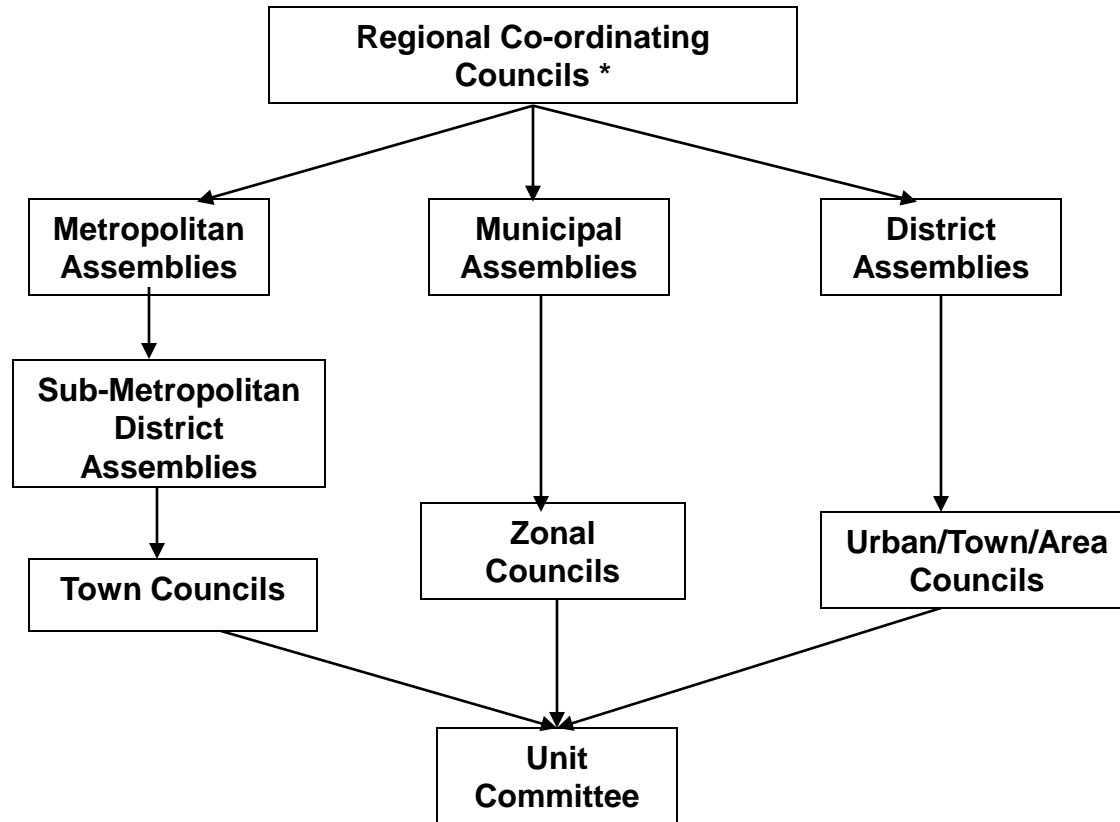 Regional Co-ordinating
Councils *
Metropolitan
Assemblies
Municipal
Assemblies
District
Assemblies
Sub-Metropolitan
District
Assemblies
Town Councils
Zonal
Councils
Urban/Town/Area
Councils
Unit
Committee